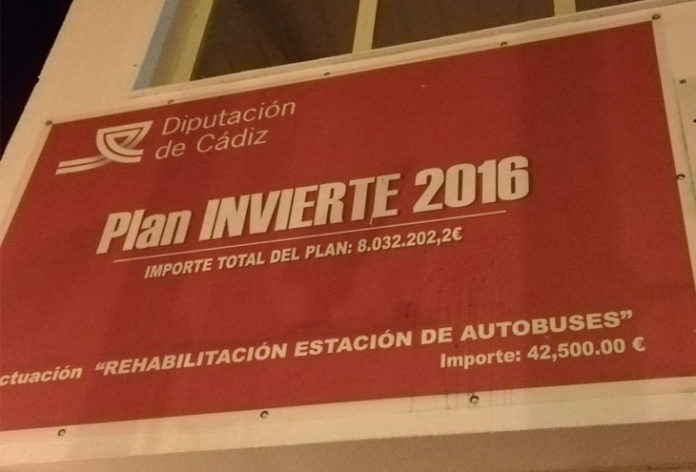 Diputación
de Cádiz
Plan INVIERTE 2016
IMPORTE TOTAL DEL PLAN: 8.032.202,2€
ctuación "REHABILITACIÓN ESTACIÓN DE AUTOBUSES"
Importe: 42,500.00 €